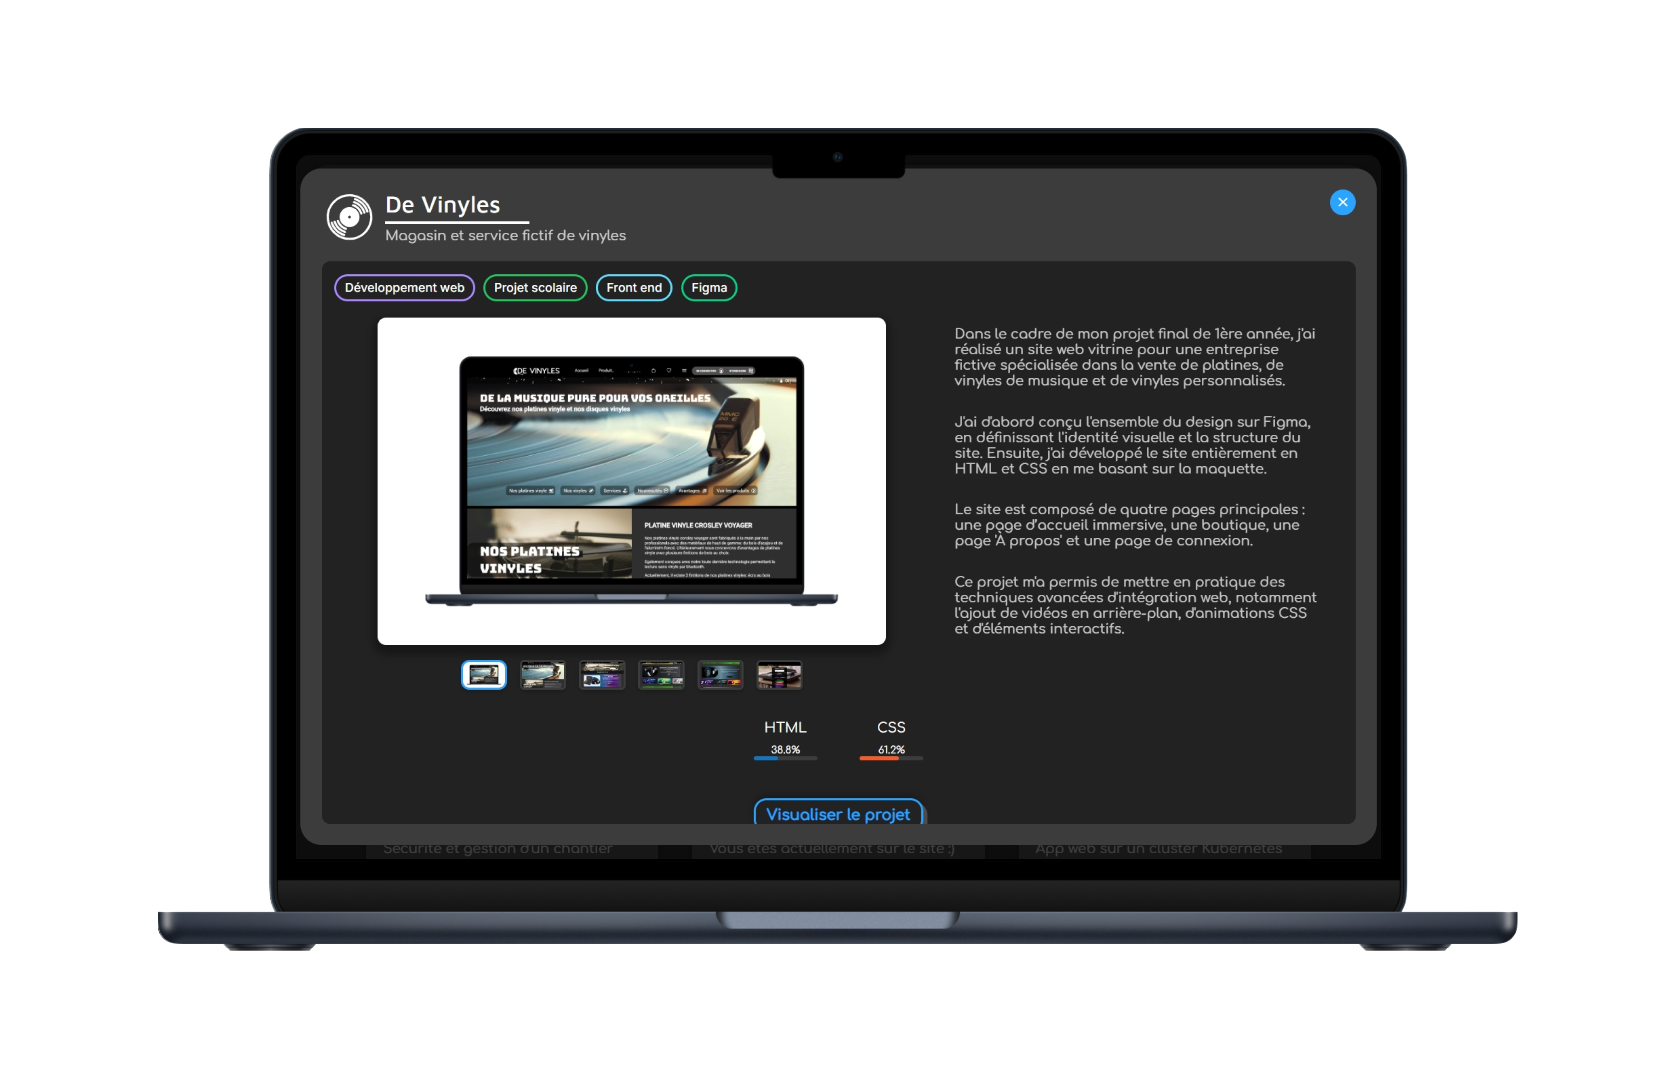 De Vinyles
Magasin et service fictif de vinyles
Développement web
Projet scolaire
Front end
Figma
DE VINYLES
Accueil
Produit
DE LA MUSIQUE PURE POUR VOS OREILLES
Découvrez nos platines vinyle et nos disques vinyles
MMC
20 E
Nos platines vinyle
Nos vinyles
Services
Nouveautés
Avantages
Voir les produits
NOS PLATINES
VINYLES
PLATINE VINYLE CROSLEY VOYAGER
Dans le cadre de mon projet final de 1ère année, j'ai
réalisé un site web vitrine pour une entreprise
fictive spécialisée dans la vente de platines, de
vinyles de musique et de vinyles personnalisés.
J'ai d'abord conçu l'ensemble du design sur Figma,
en définissant l'identité visuelle et la structure du
site. Ensuite, j'ai développé le site entièrement en
HTML et CSS en me basant sur la maquette.
Le site est composé de quatre pages principales :
une page d'accueil immersive, une boutique, une
page 'À propos' et une page de connexion.
Ce projet m'a permis de mettre en pratique des
techniques avancées d'intégration web, notamment
l'ajout de vidéos en arrière-plan, d'animations CSS
et d'éléments interactifs.
HTML
38.8%
CSS
61.2%
Visualiser le projet
Sécurité et gestion d'un chantier
Vous êtes actuellement sur le site :)
App web sur un cluster Kubernetes